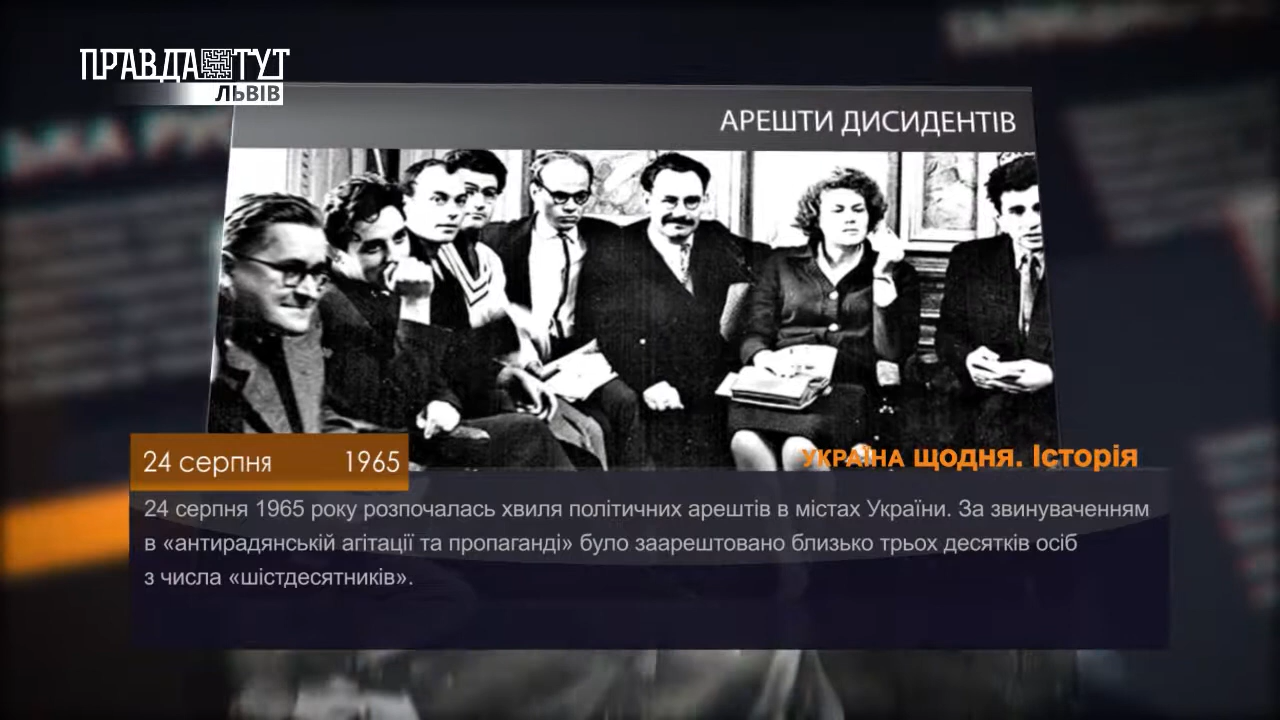 ПРАВДА ТУТ
ЛЬВІВ
АРЕШТИ ДИСИДЕНТІВ
24 серпня 1965
УКРАЇНА щодня. Історія
24 серпня 1965 року розпочалась хвиля політичних арештів в містах України. За звинуваченням
в «антирадянській агітації та пропаганді» було заарештовано близько трьох десятків осіб
з числа «шістдесятників».